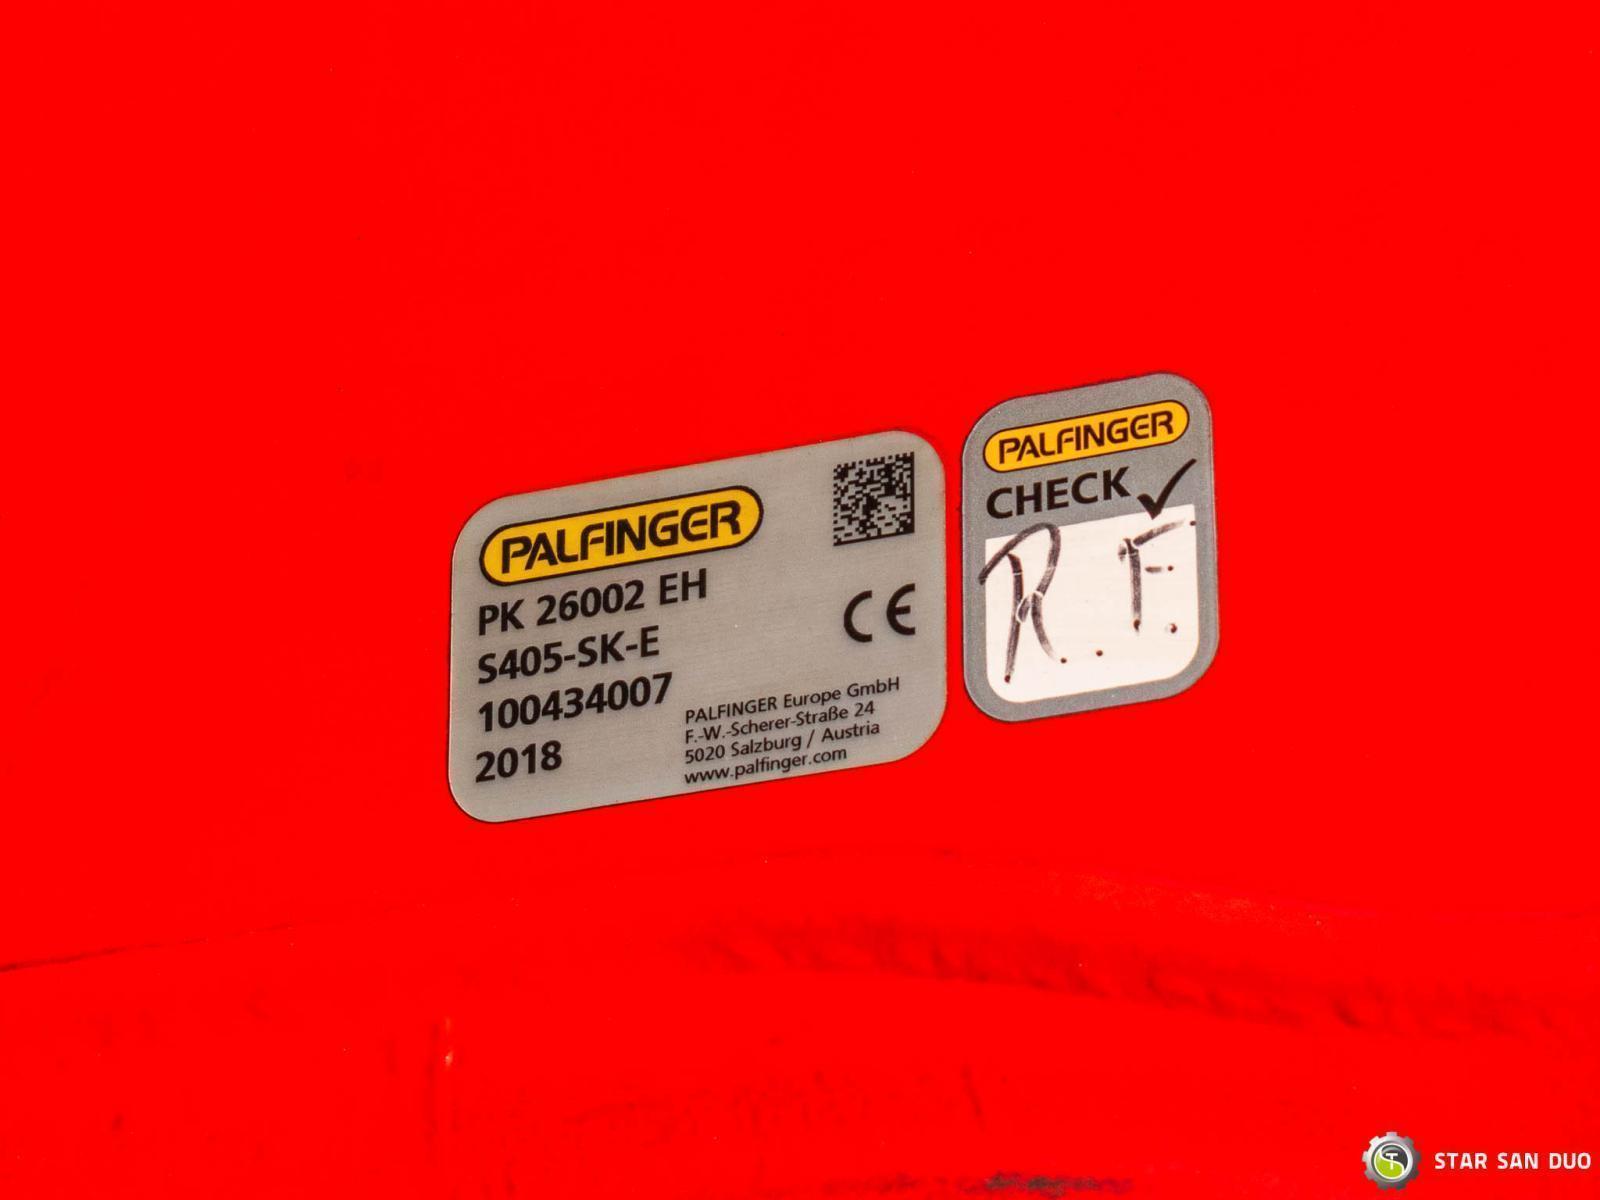 PALFINGER
PK 26002 EH
S405-SK-E
100434007
2018
PALFINGER Europe GmbH
F.-W.-Scherer-Straße 24
5020 Salzburg / Austria
www.palfinger.com
CE
PALFINGER
CHECK ✓
R. F.
STAR SAN DUO